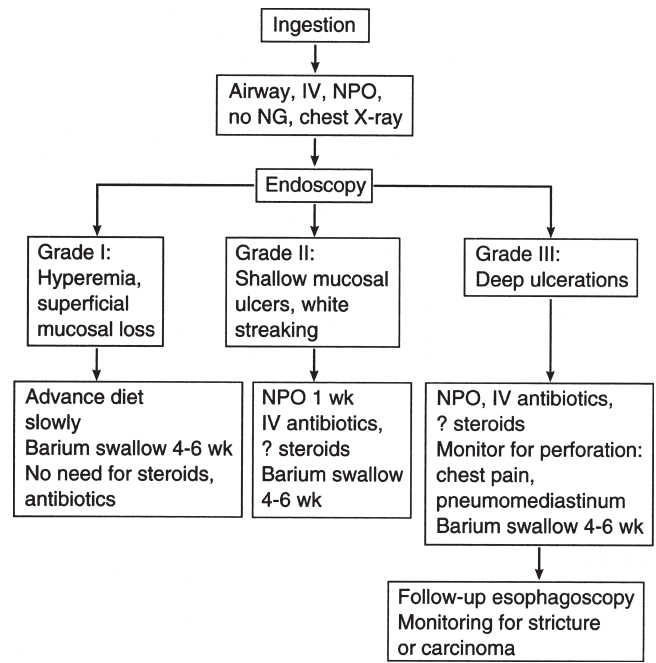 Ingestion
Airway, IV, NPO,
no NG, chest X-ray
Endoscopy
Grade I:
Hyperemia,
superficial
mucosal loss
Grade II:
Shallow mucosal
ulcers, white
streaking
Grade III:
Deep ulcerations
Advance diet
slowly
Barium swallow 4-6 wk
No need for steroids,
antibiotics
NPO 1 wk
IV antibiotics,
? steroids
Barium swallow
4-6 wk
NPO, IV antibiotics,
? steroids
Monitor for perforation:
chest pain,
pneumomediastinum
Barium swallow 4-6 wk
Follow-up esophagoscopy
Monitoring for stricture
or carcinoma